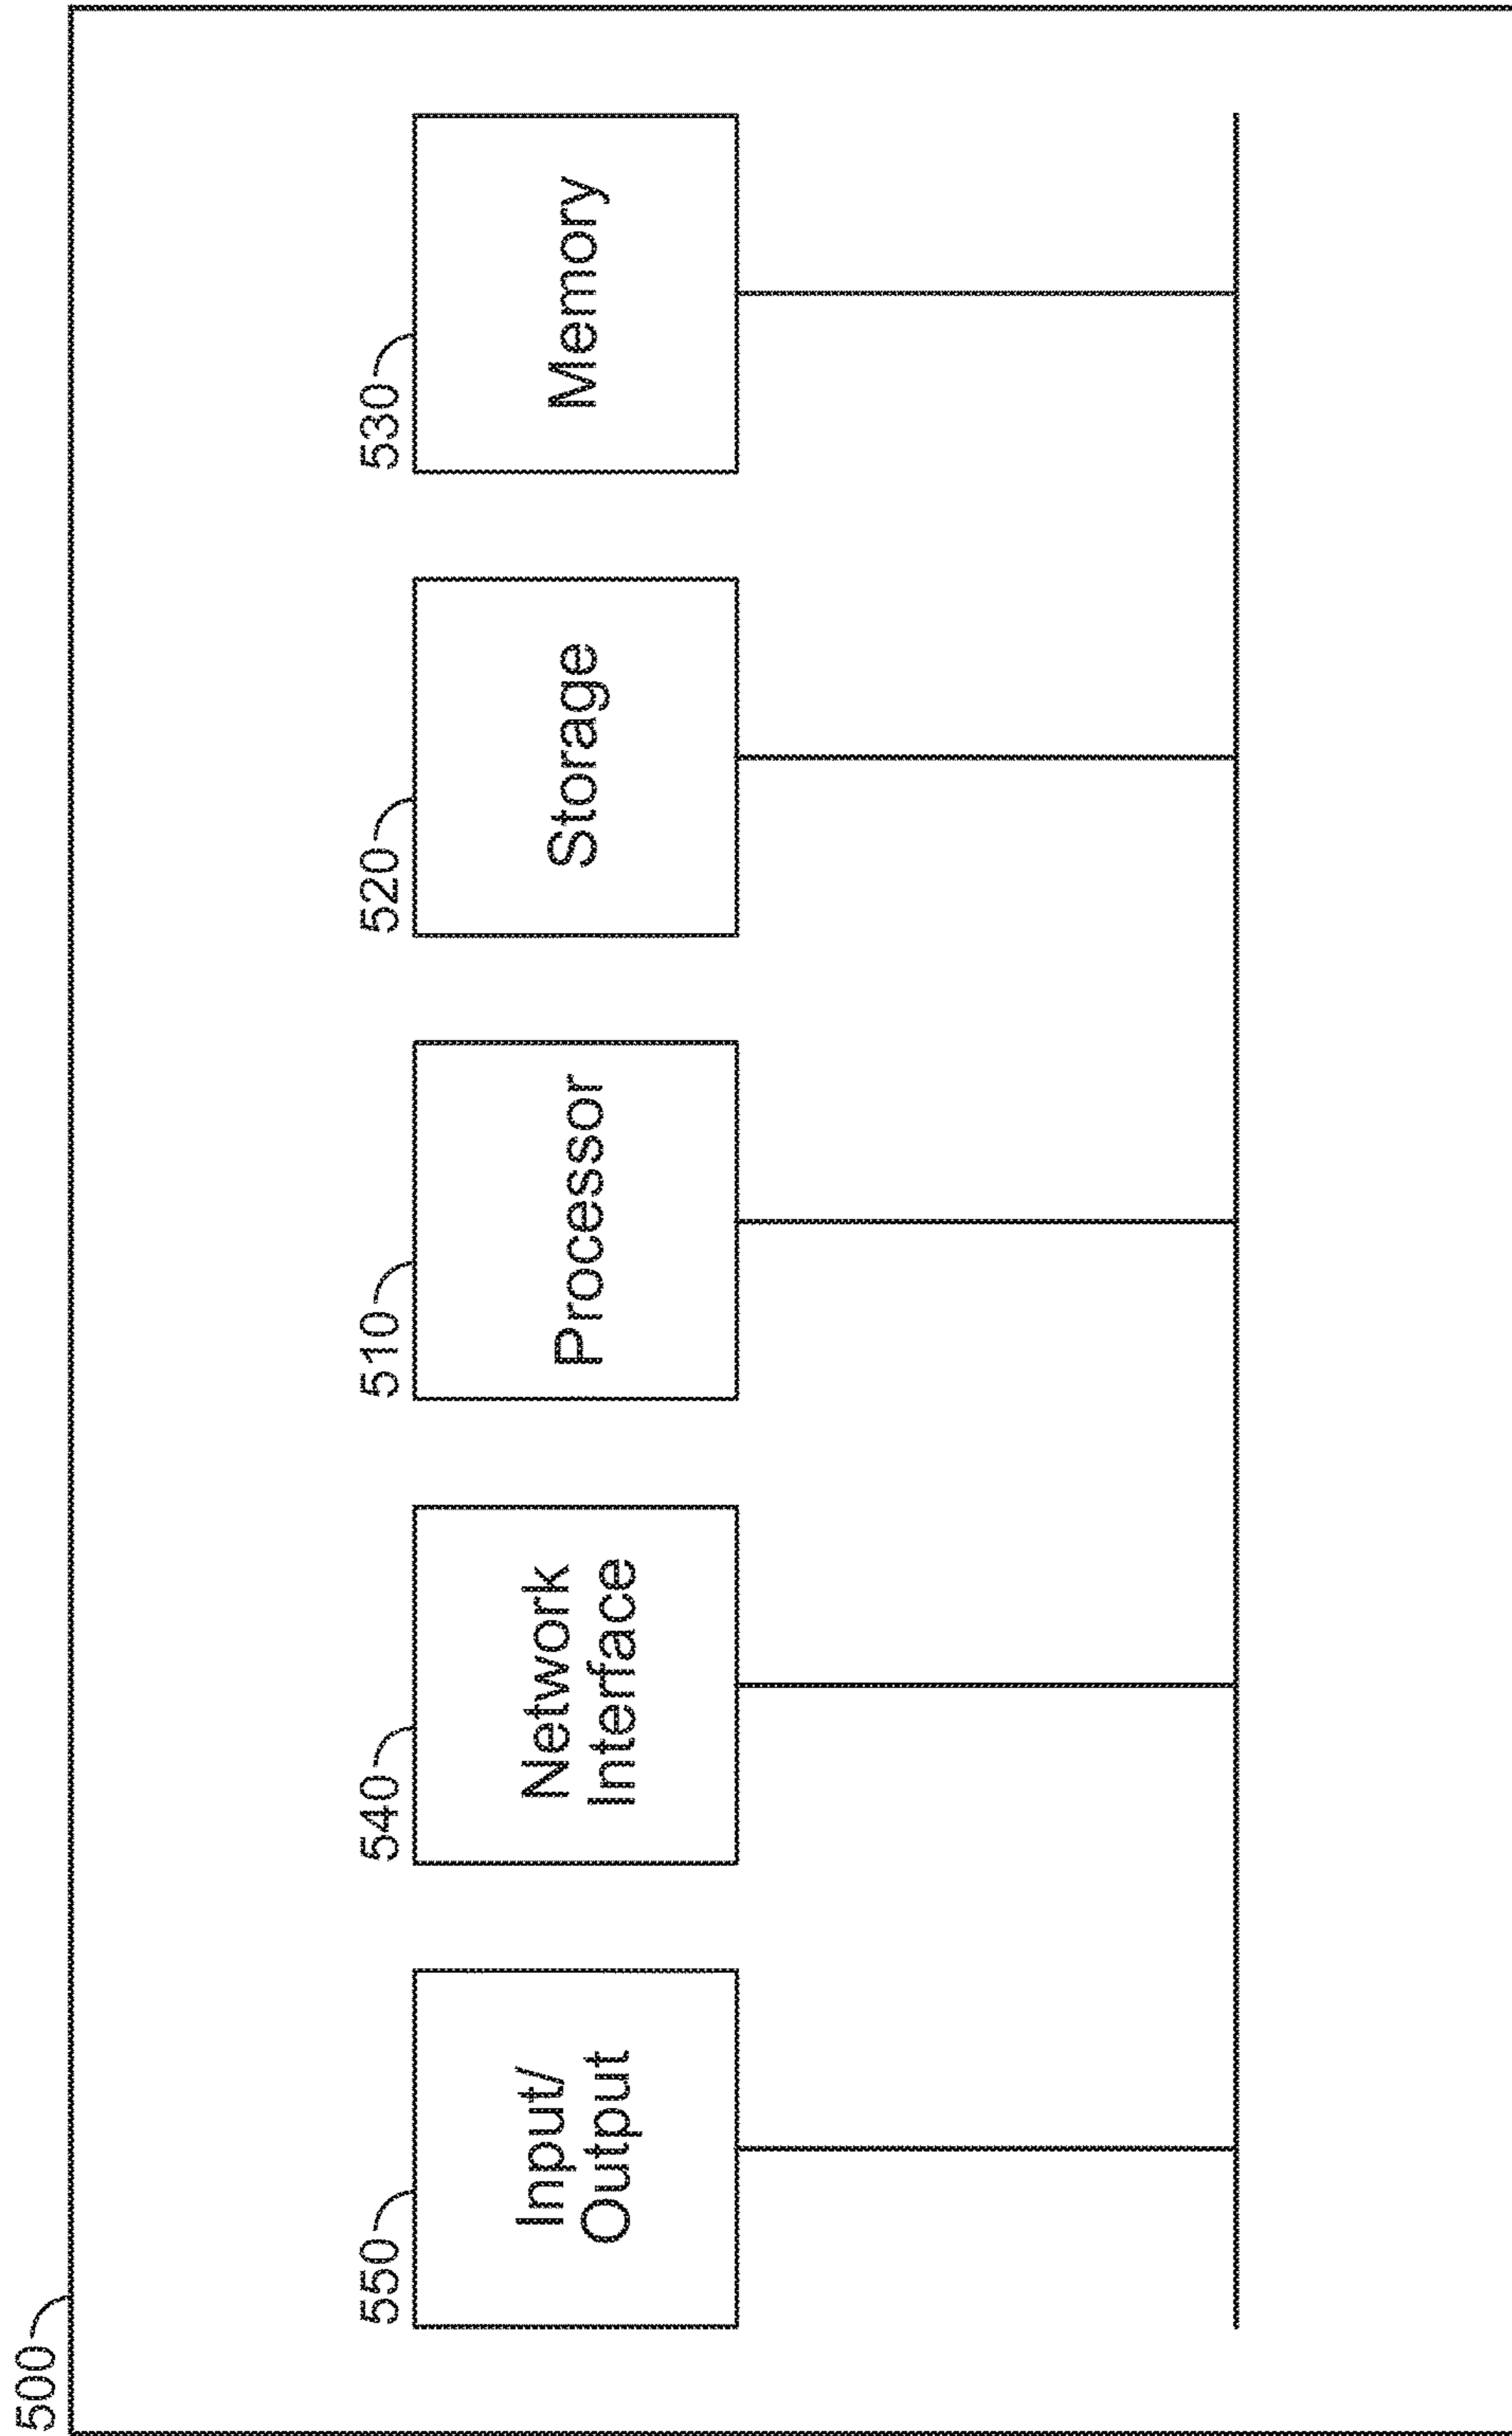 500
550
Input/
Output
540
Network
Interface
510
Processor
520
Storage
530
Memory